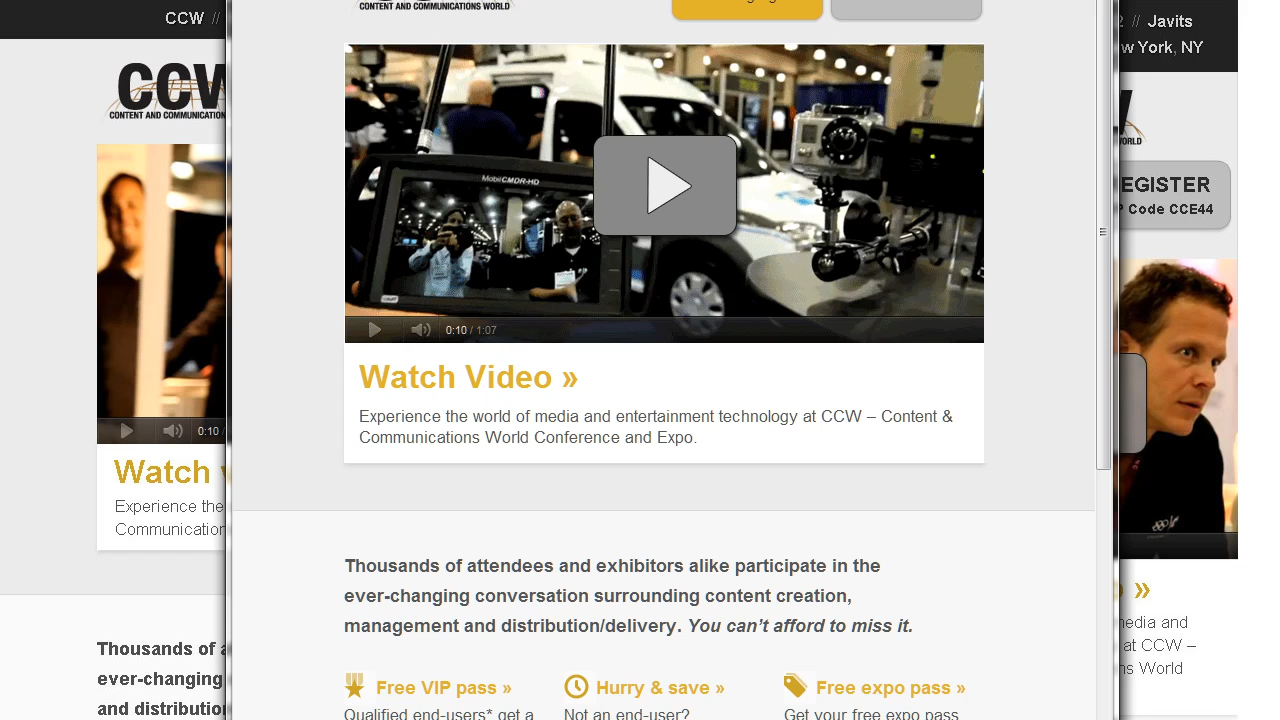 CCW //
CCW
CONTENT AND COMMUNICATIONS
0:10 /
Watch
Experience the
Communication
Thousands of
ever-changing
and distribution
CONTENT AND COMMUNICATIONS WORLD
MobilCMDR-HD
0:10 / 1:07
Watch Video »
Experience the world of media and entertainment technology at CCW – Content &
Communications World Conference and Expo.
Thousands of attendees and exhibitors alike participate in the
ever-changing conversation surrounding content creation,
management and distribution/delivery. You can’t afford to miss it.
Free VIP pass »
Qualified end-users* get a
Hurry & save »
Not an end-user?
Free expo pass »
Get your free expo pass
2 // Javits
w York, NY
W
ORLD
EGISTER
P Code CCE44
o »
media and
at CCW –
ns World